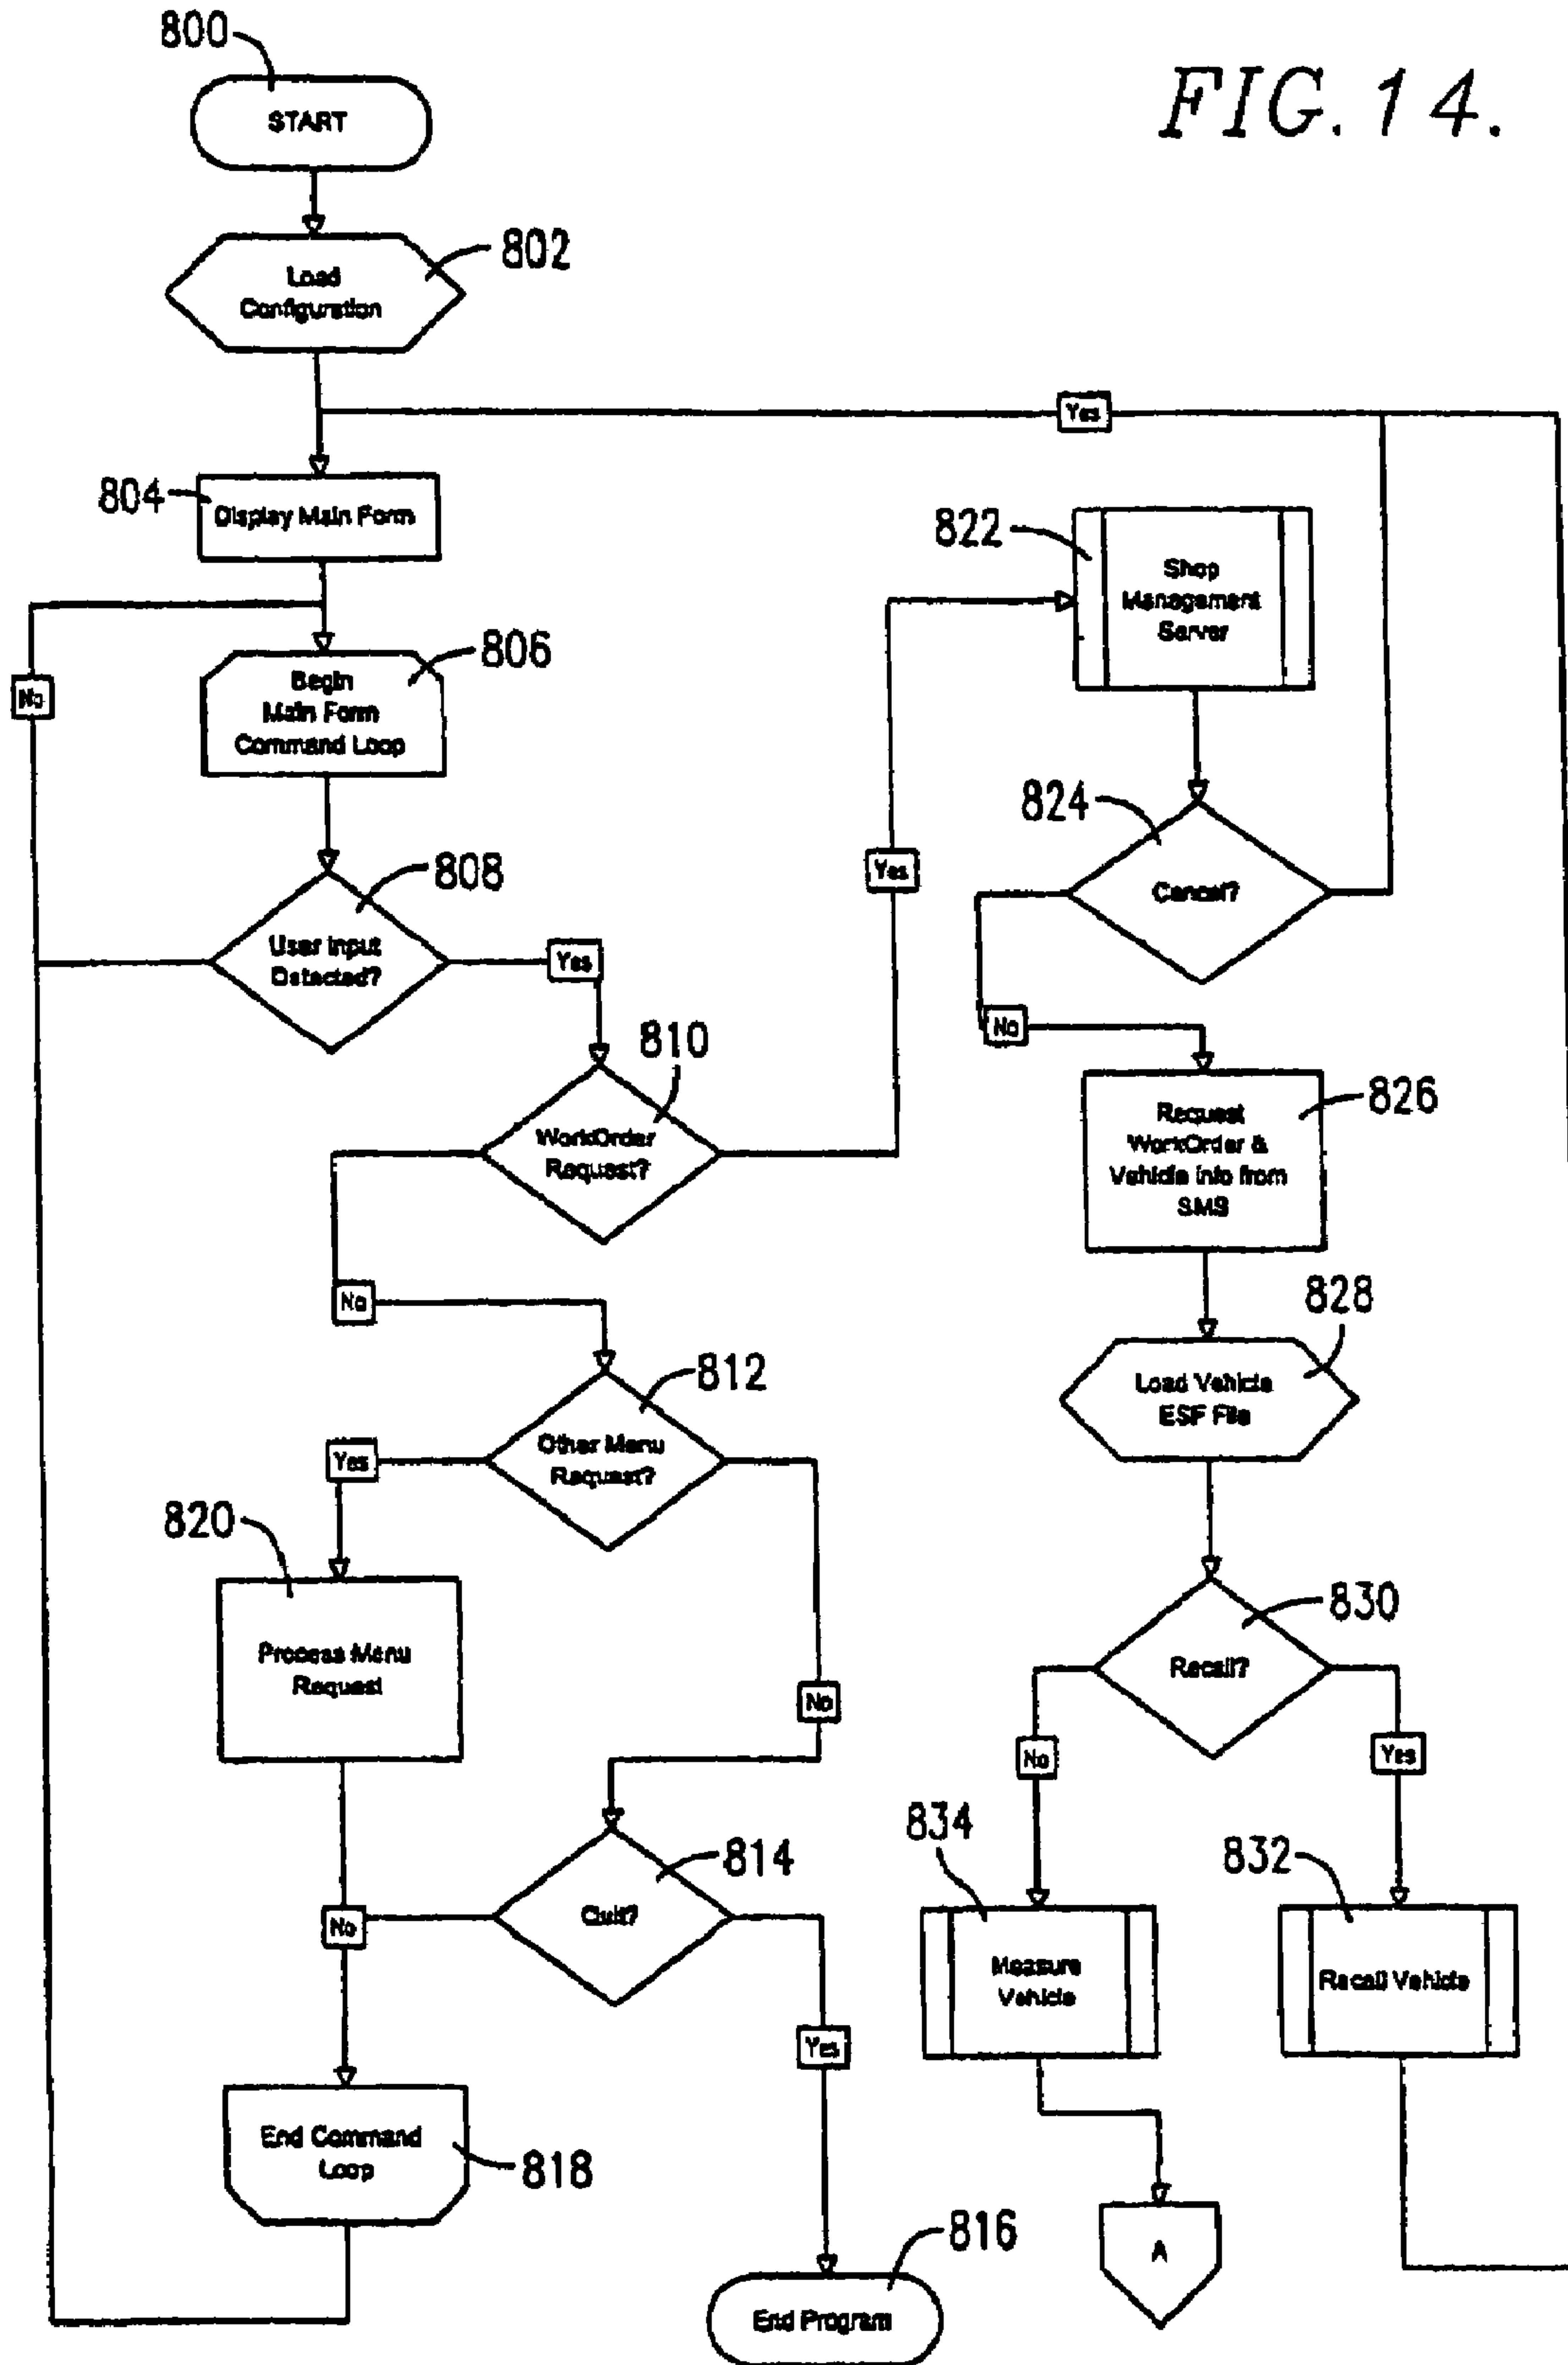 FIG. 14.
800
START
802
Load
Configuration
Yes
804
Display Main Form
No
806
Begin
Main Form
Command Loop
808
User Input
Detected?
Yes
810
WorkOrder
Request?
Yes
No
812
Other Menu
Request?
Yes
No
820
Process Menu
Request
814
Quit?
No
Yes
818
End Command
Loop
816
End Program
822
Shop
Management
Server
824
Cancel?
No
826
Request
WorkOrder &
Vehicle info from
SMS
828
Load Vehicle
ESF File
830
Recall?
No
Yes
834
Measure
Vehicle
832
Recall Vehicle
A